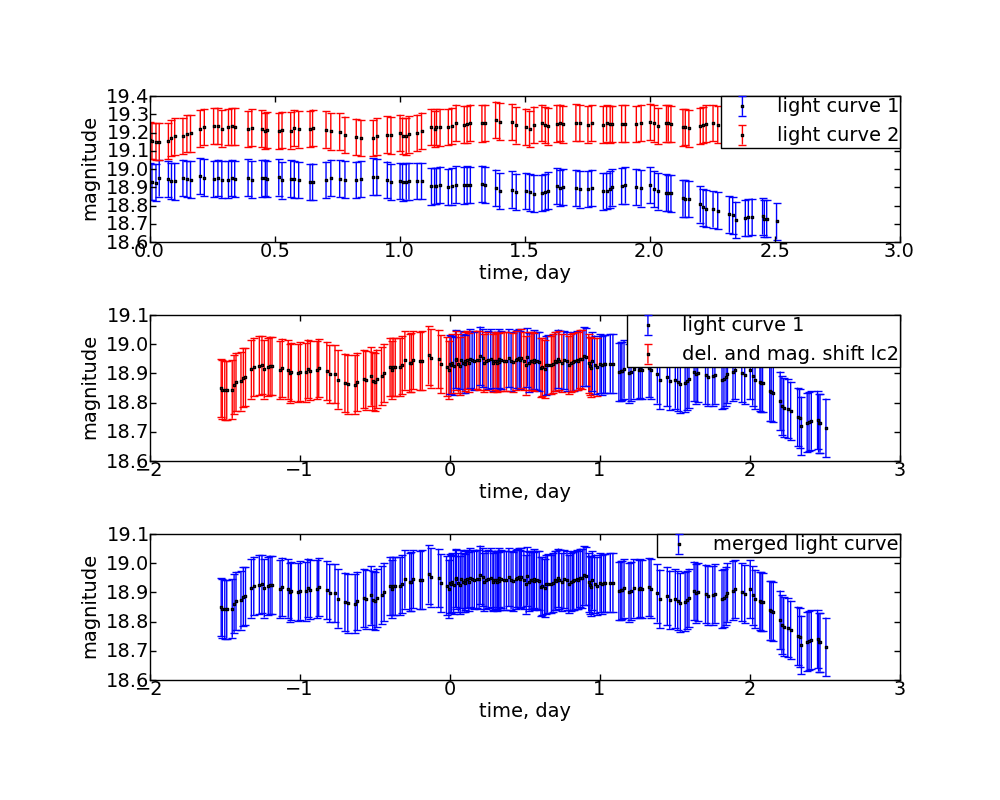 19.4
19.3
19.2
19.1
19.0
18.9
18.8
18.7
18.6
magnitude
light curve 1
light curve 2
0.0 0.5 1.0 1.5 2.0 2.5 3.0
time, day
19.1
19.0
18.9
18.8
18.7
18.6
magnitude
light curve 1
del. and mag. shift lc2
−2 −1 0 1 2 3
time, day
19.1
19.0
18.9
18.8
18.7
18.6
magnitude
merged light curve
−2 −1 0 1 2 3
time, day